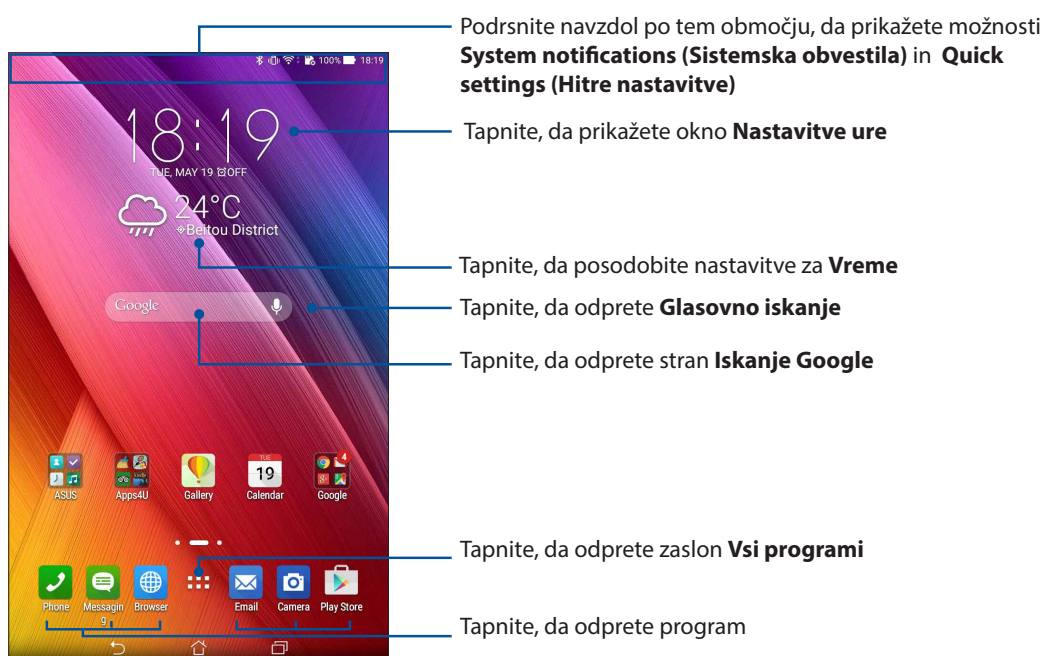 Podrsnite navzdol po tem območju, da prikažete možnosti
System notifications (Sistemska obvestila) in Quick
settings (Hitre nastavitve)
100% 18:19
18:19
Tapnite, da prikažete okno Nastavitve ure
TUE, MAY 19 OFF
24°C
Beitou District
Tapnite, da posodobite nastavitve za Vreme
Google
Tapnite, da odprete Glasovno iskanje
Tapnite, da odprete stran Iskanje Google
TUE
19
4
ASUS Apps4U Gallery Calendar Google
Tapnite, da odprete zaslon Vsi programi
Phone Messagin Browser Email Camera Play Store
g
Tapnite, da odprete program